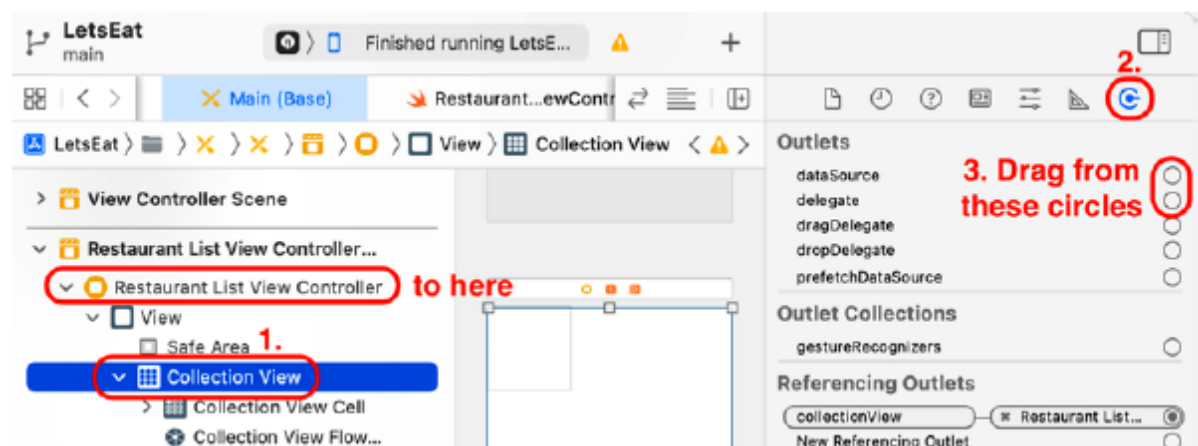 LetsEat
main
Finished running LetsE...
2.
Main (Base)
Restaurant...ewContr
LetsEat
View
Collection View
View Controller Scene
Restaurant List View Controller...
Restaurant List View Controller
to here
View
Safe Area
1.
Collection View
Collection View Cell
Collection View Flow...
Outlets
dataSource
delegate
dragDelegate
dropDelegate
prefetchDataSource
3. Drag from
these circles
Outlet Collections
gestureRecognizers
Referencing Outlets
collectionView
Restaurant List...
New Referencing Outlet